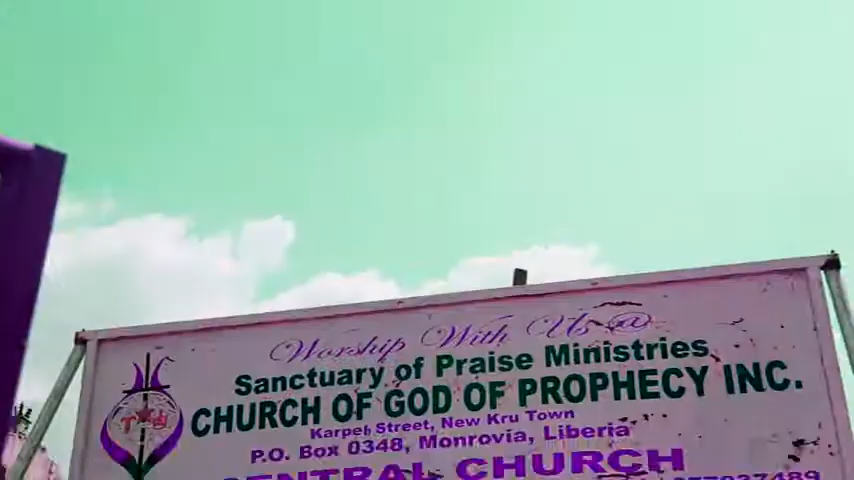 Worship With Us @
Sanctuary of Praise Ministries
CHURCH OF GOD OF PROPHECY INC.
Karpeh Street, New Kru Town
P.O. Box 0348, Monrovia, Liberia
CENTRAL CHURCH